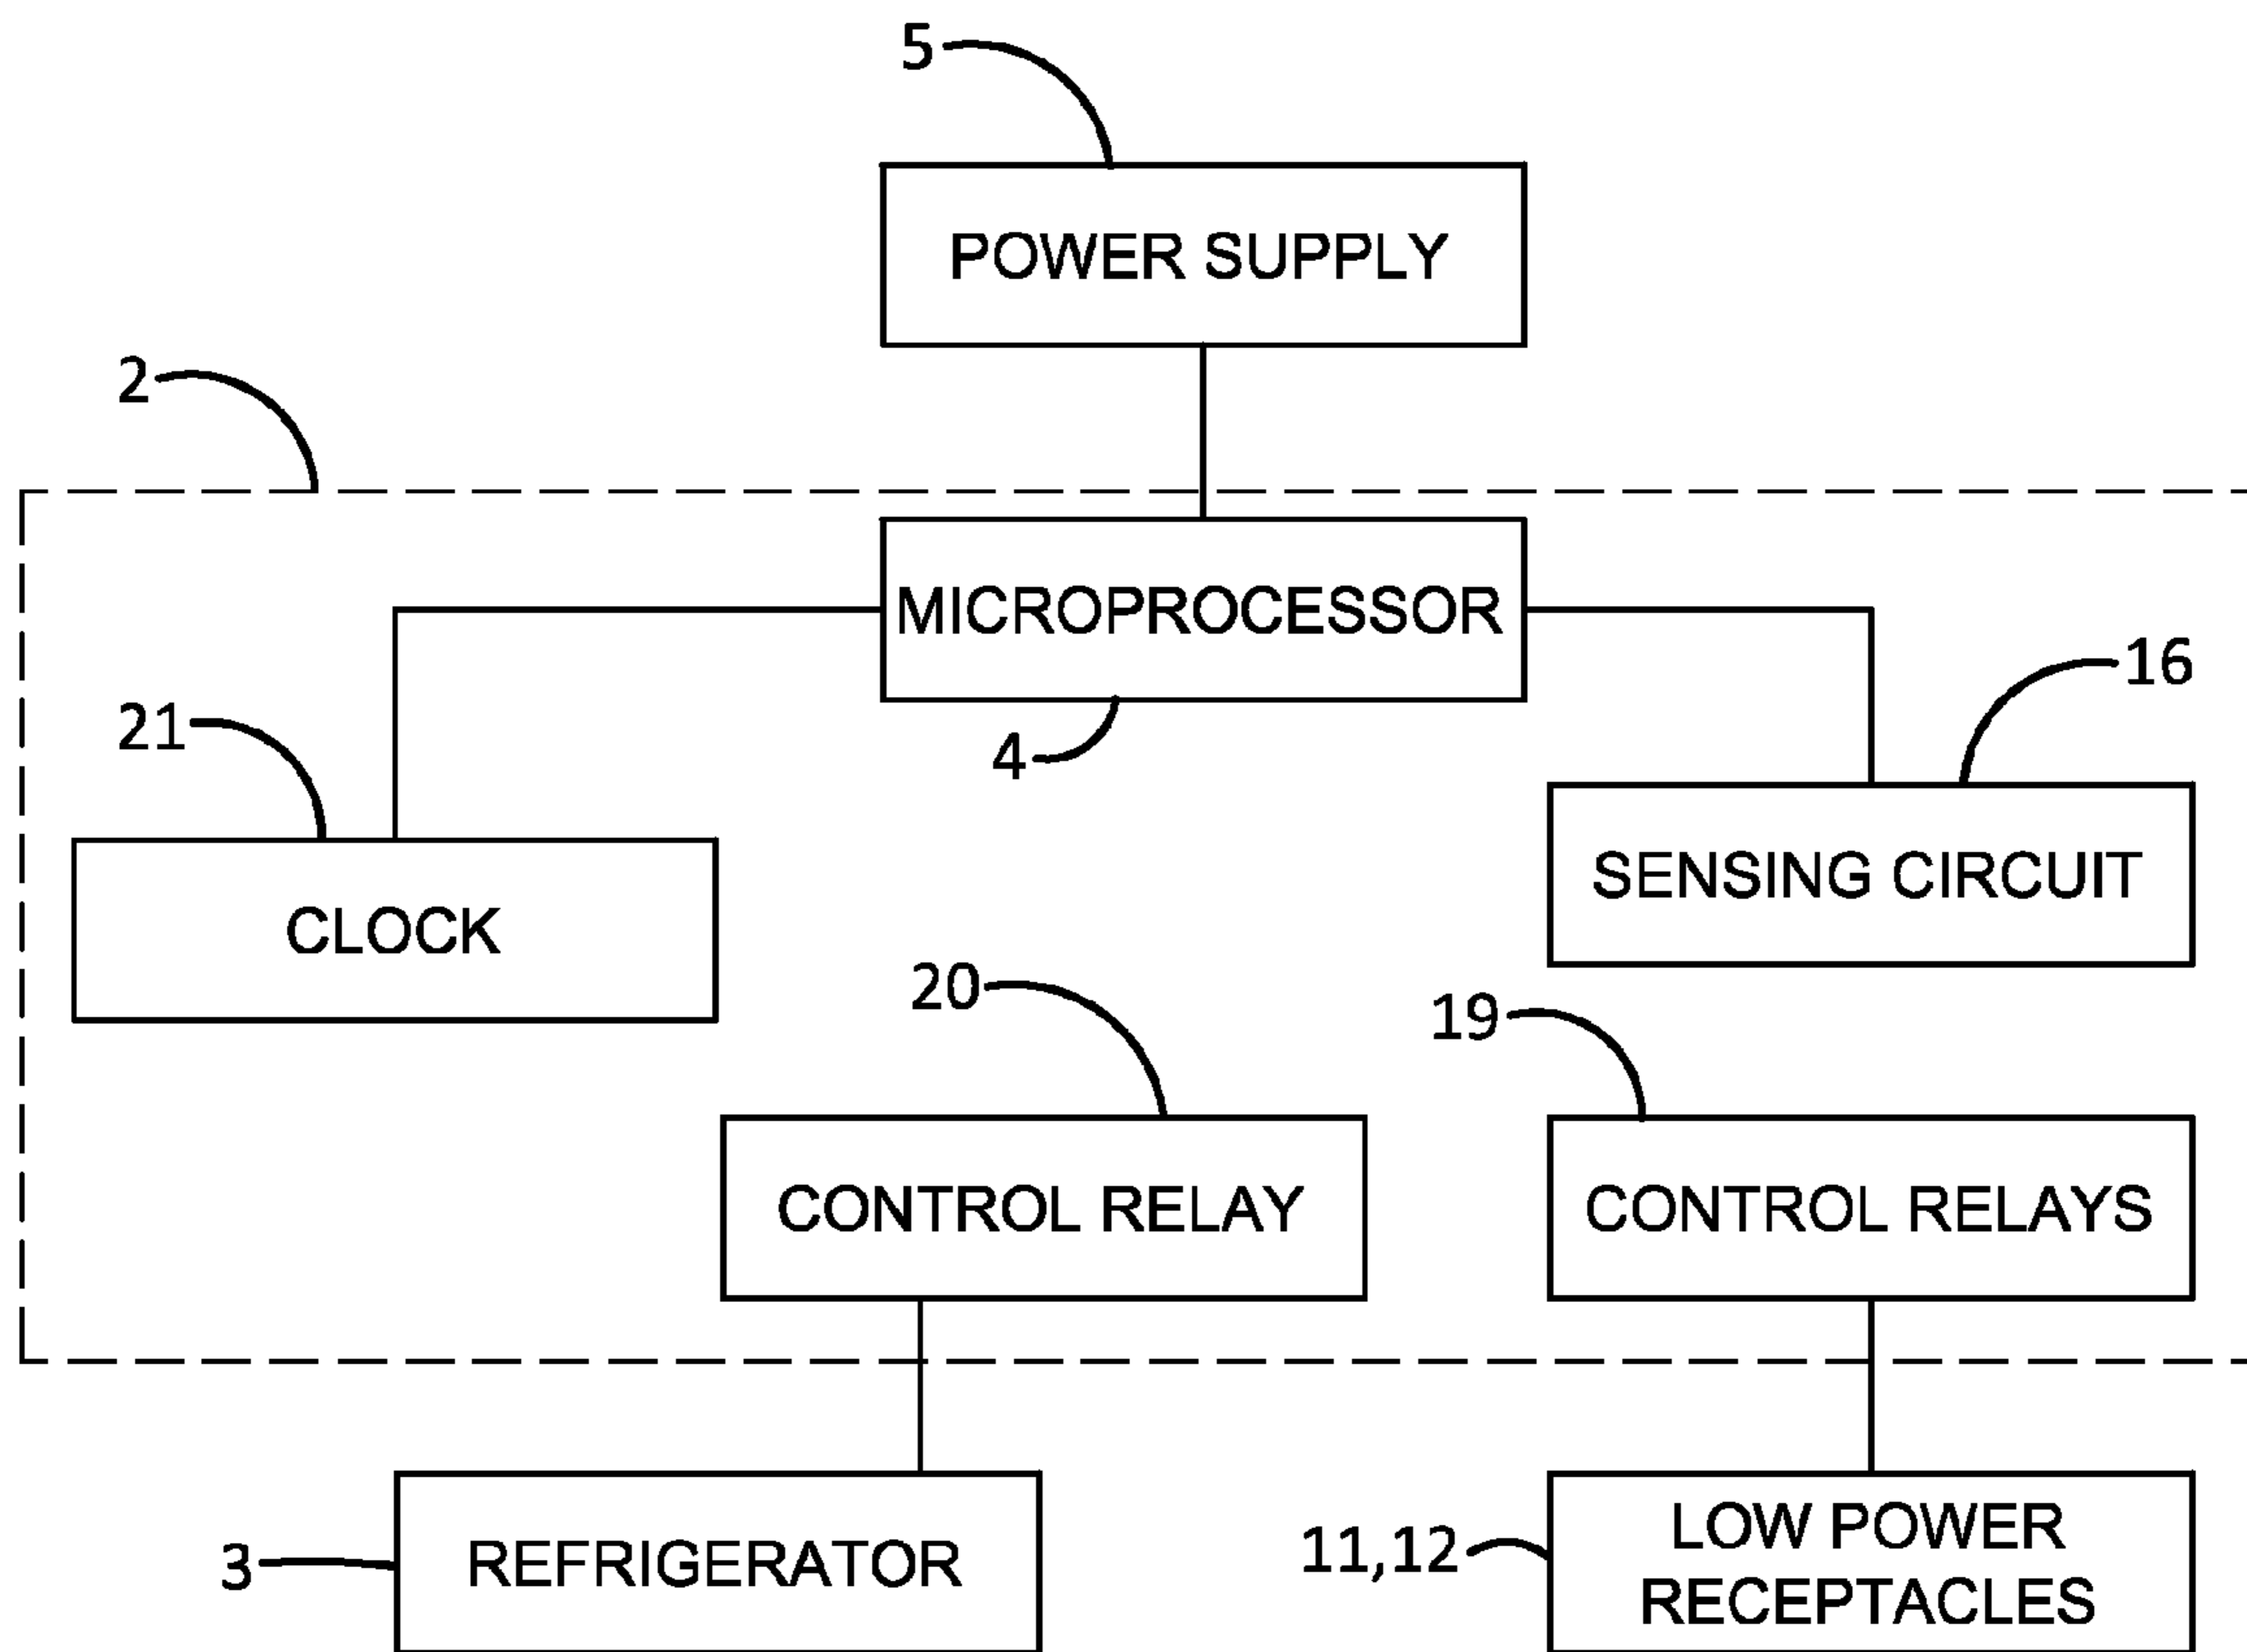 5
POWER SUPPLY
2
MICROPROCESSOR
16
21
4
SENSING CIRCUIT
CLOCK
20
19
CONTROL RELAY
CONTROL RELAYS
3
REFRIGERATOR
11,12
LOW POWER
RECEPTACLES